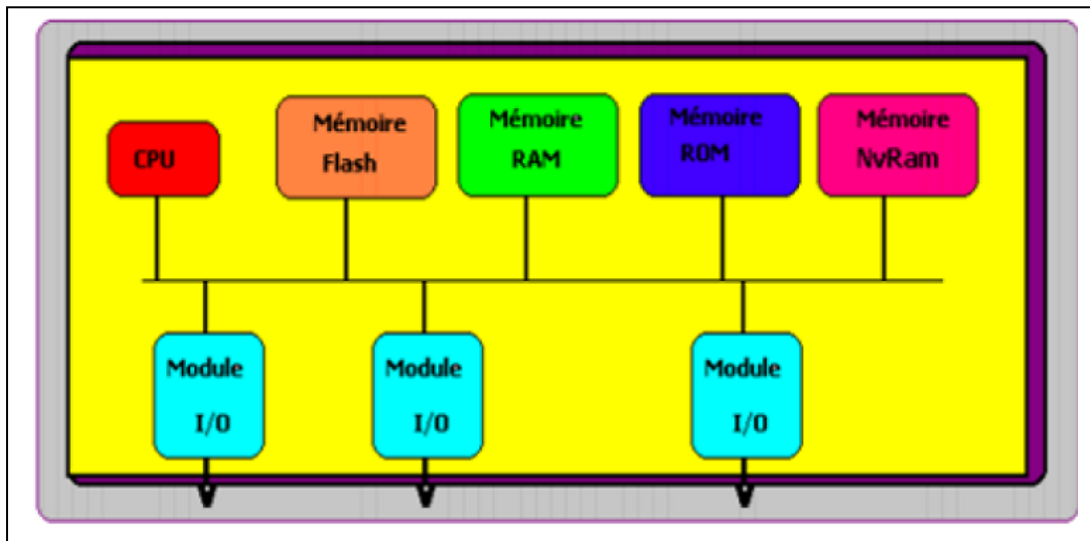 CPU
Mémoire
Flash
Mémoire
RAM
Mémoire
ROM
Mémoire
NvRam
Module
I/O
Module
I/O
Module
I/O